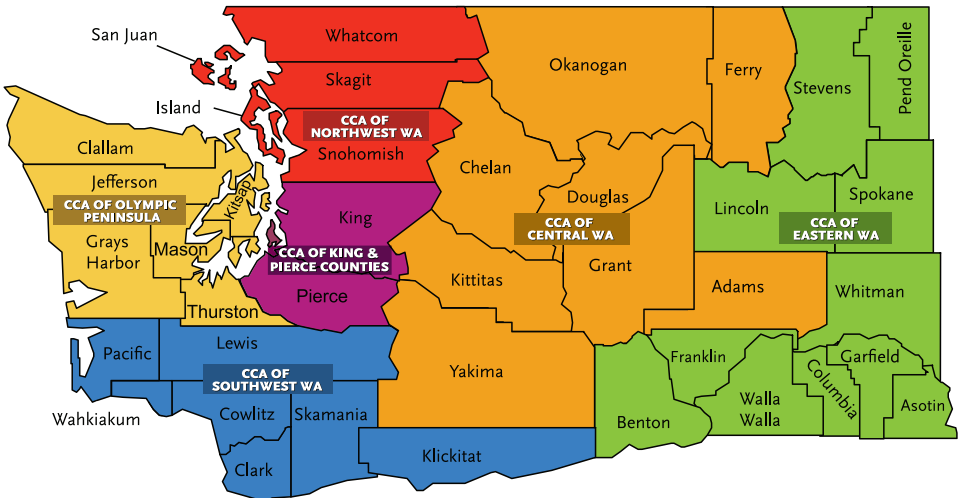 San Juan
Whatcom
Skagit
Island
CCA OF
NORTHWEST WA
Snohomish
Okanogan
Ferry
Stevens
Pend Oreille
Clallam
Jefferson
CCA OF OLYMPIC
PENINSULA
Kitsap
Grays
Harbor
Mason
Thurston
King
CCA OF KING &
PIERCE COUNTIES
Pierce
Chelan
Douglas
CCA OF
CENTRAL WA
Kittitas
Grant
Adams
Yakima
Lincoln
Spokane
CCA OF
EASTERN WA
Whitman
Pacific
Lewis
CCA OF
SOUTHWEST WA
Wahkiakum
Cowlitz
Skamania
Clark
Klickitat
Benton
Franklin
Walla
Walla
Columbia
Garfield
Asotin